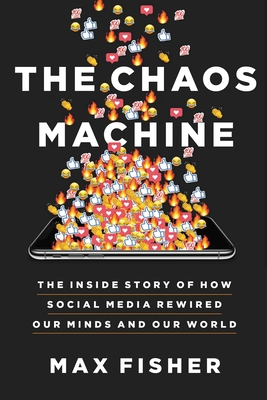 THE CHAOS
MACHINE
THE INSIDE STORY OF HOW
SOCIAL MEDIA REWIRED
OUR MINDS AND OUR WORLD
MAX FISHER